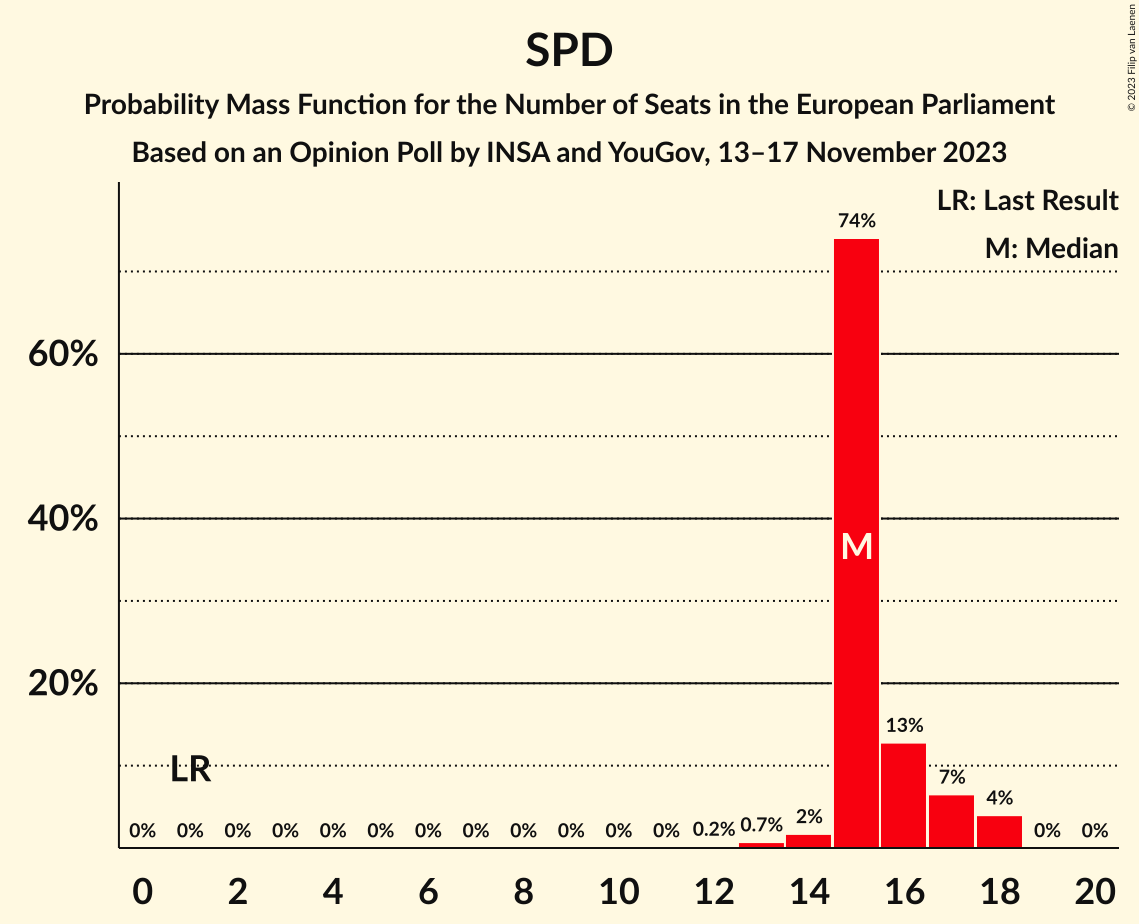 SPD
Probability Mass Function for the Number of Seats in the European Parliament
Based on an Opinion Poll by INSA and YouGov, 13–17 November 2023
© 2023 Filip van Laenen
LR: Last Result
M: Median
74%
60%
40%
M
20%
13%
LR
7%
4%
0% 0% 0% 0% 0% 0% 0% 0% 0% 0% 0% 0% 0.2% 0.7% 2% 0% 0%
0 2 4 6 8 10 12 14 16 18 20